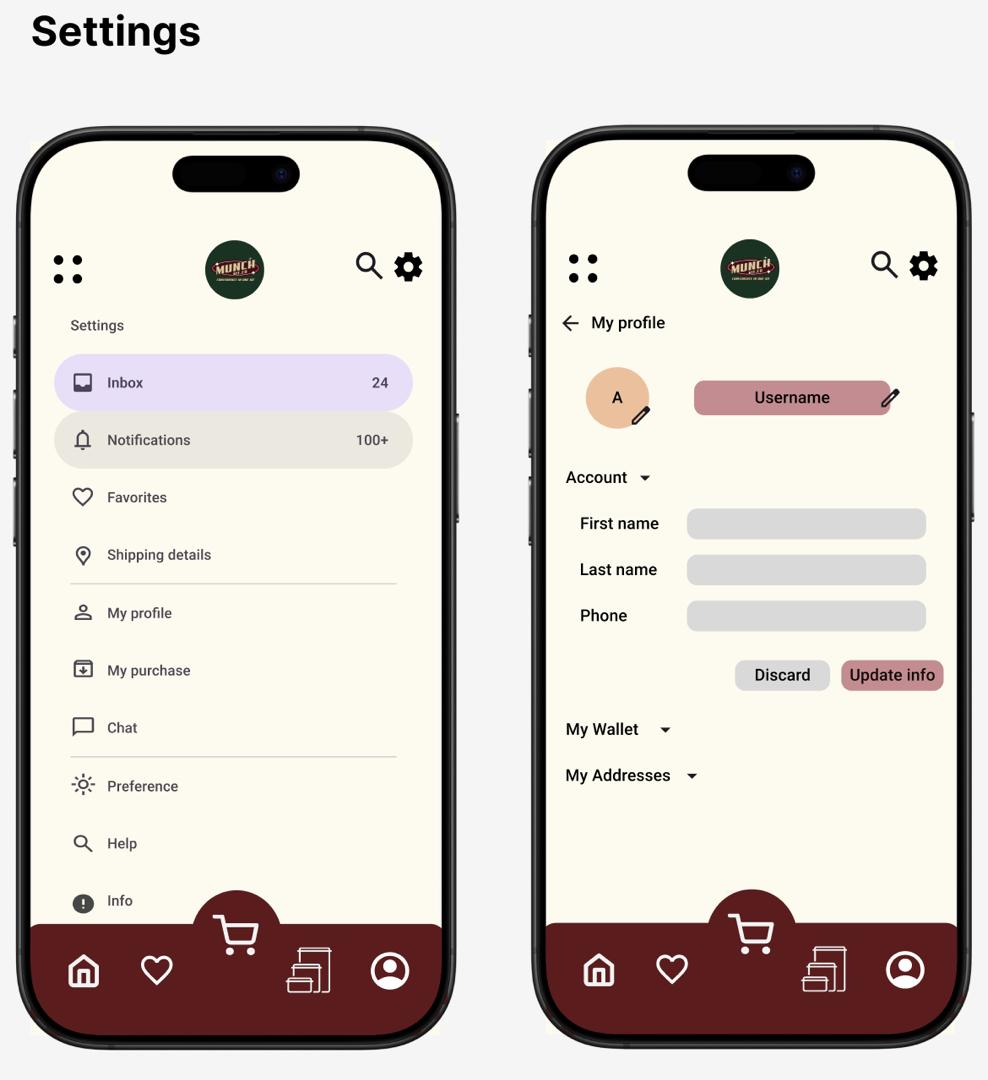 Settings
MUNCH
Settings
Inbox 24
Notifications 100+
Favorites
Shipping details
My profile
My purchase
Chat
Preference
Help
Info
MUNCH
My profile
A Username
Account
First name
Last name
Phone
Discard Update info
My Wallet
My Addresses